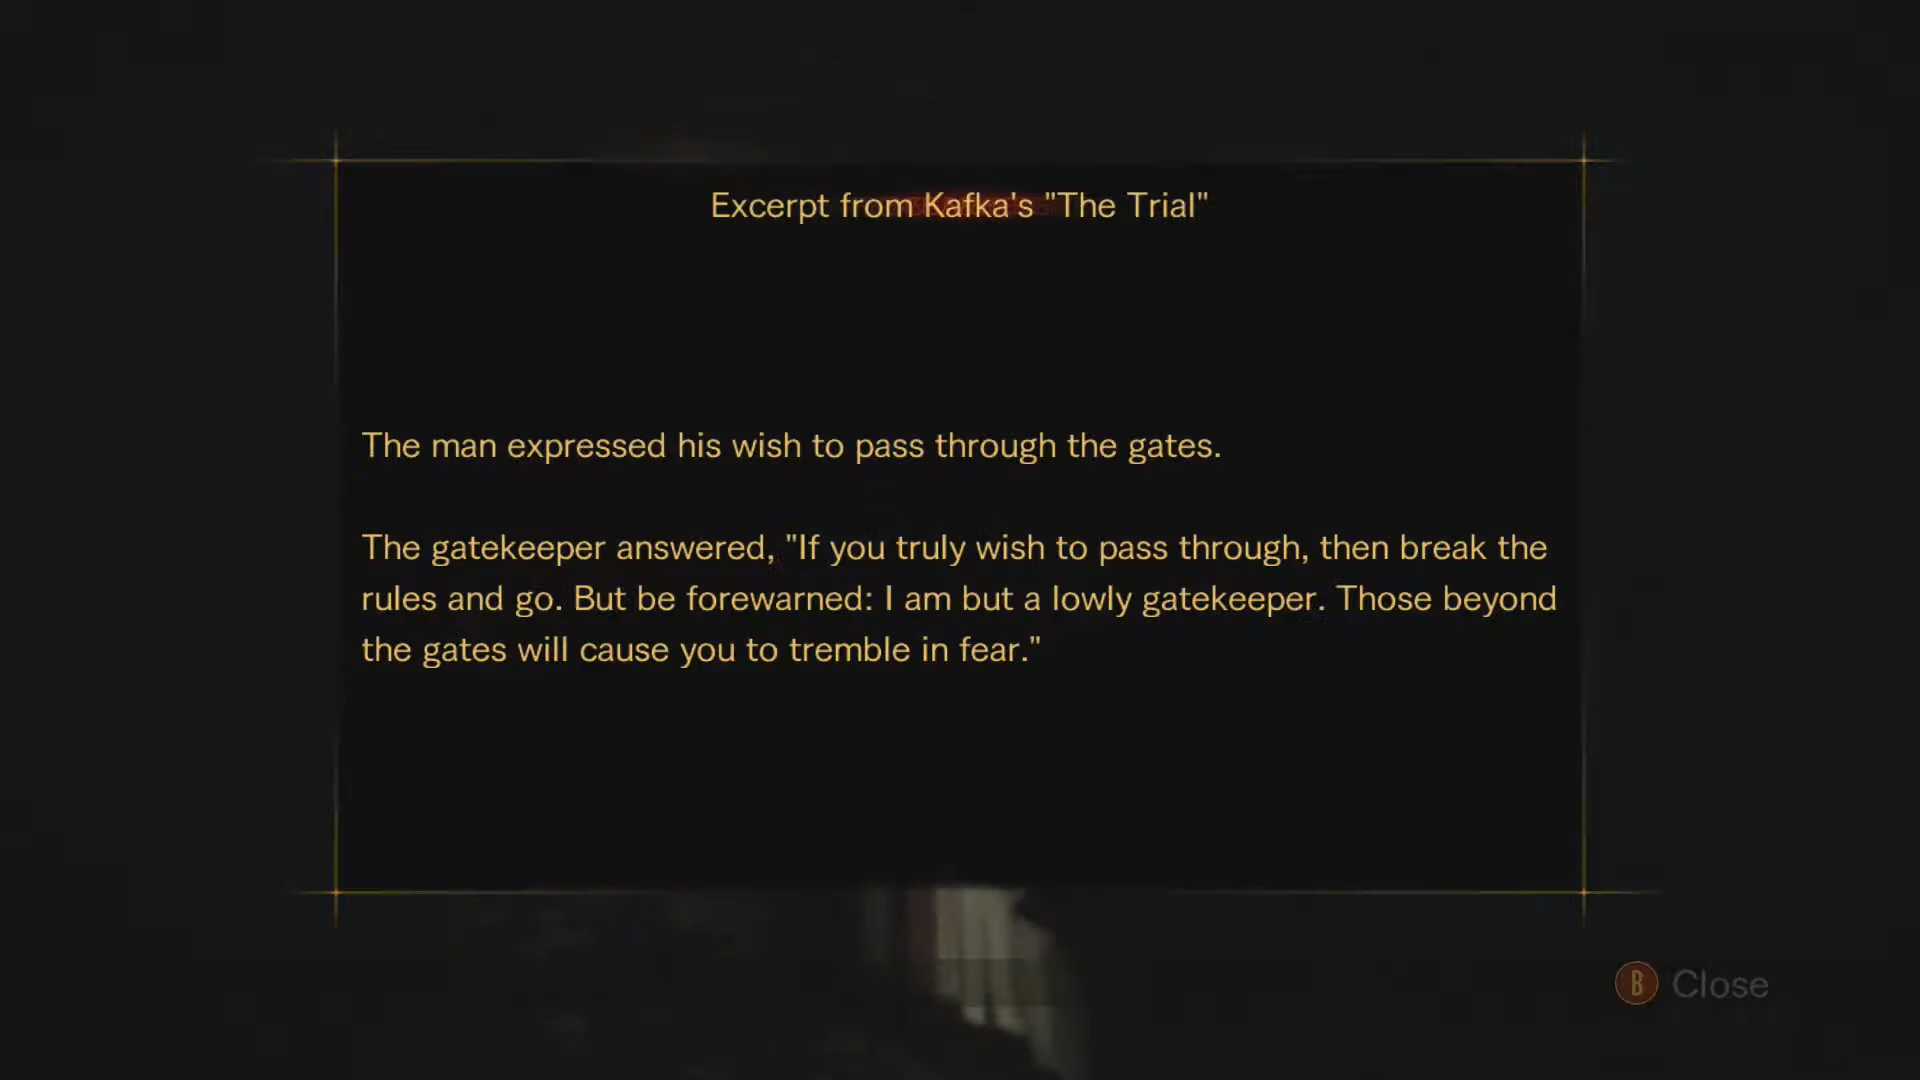 Excerpt from Kafka's "The Trial"
The man expressed his wish to pass through the gates.
The gatekeeper answered, "If you truly wish to pass through, then break the
rules and go. But be forewarned: I am but a lowly gatekeeper. Those beyond
the gates will cause you to tremble in fear."
B Close